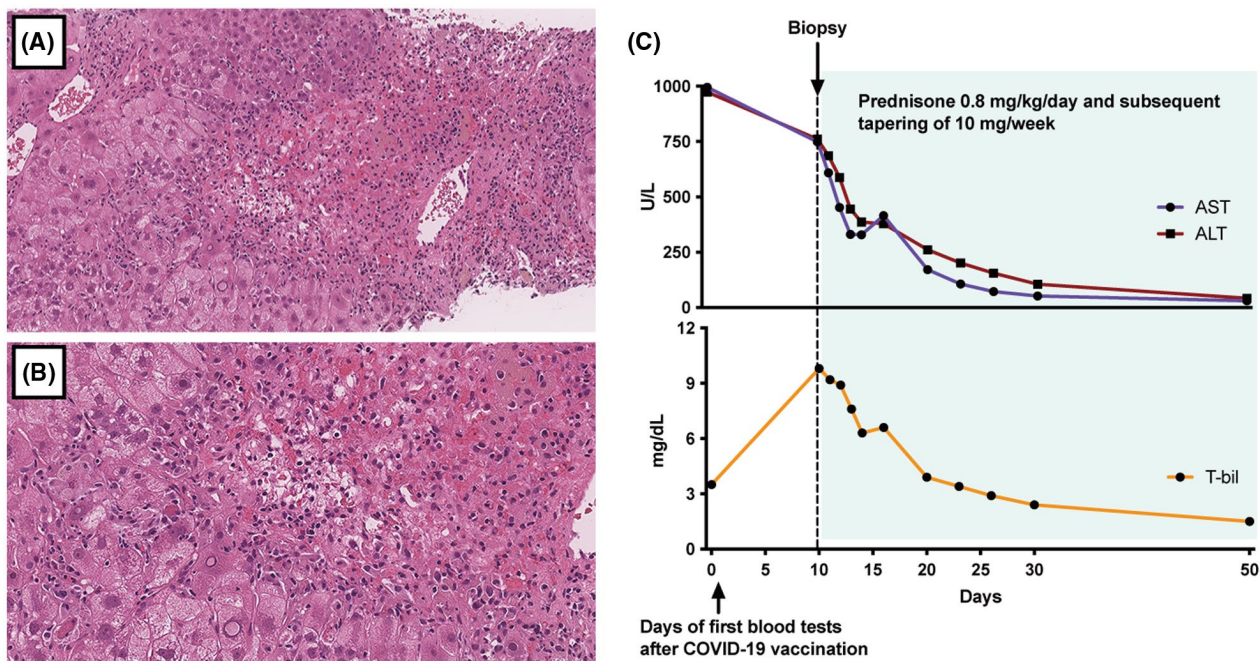 (A)
(B)
(C)
Biopsy
Prednisone 0.8 mg/kg/day and subsequent
tapering of 10 mg/week
1000
750
500
250
0
U/L
AST
ALT
12
9
6
3
0
mg/dL
T-bil
0 5 10 15 20 25 30 50
Days
Days of first blood tests
after COVID-19 vaccination